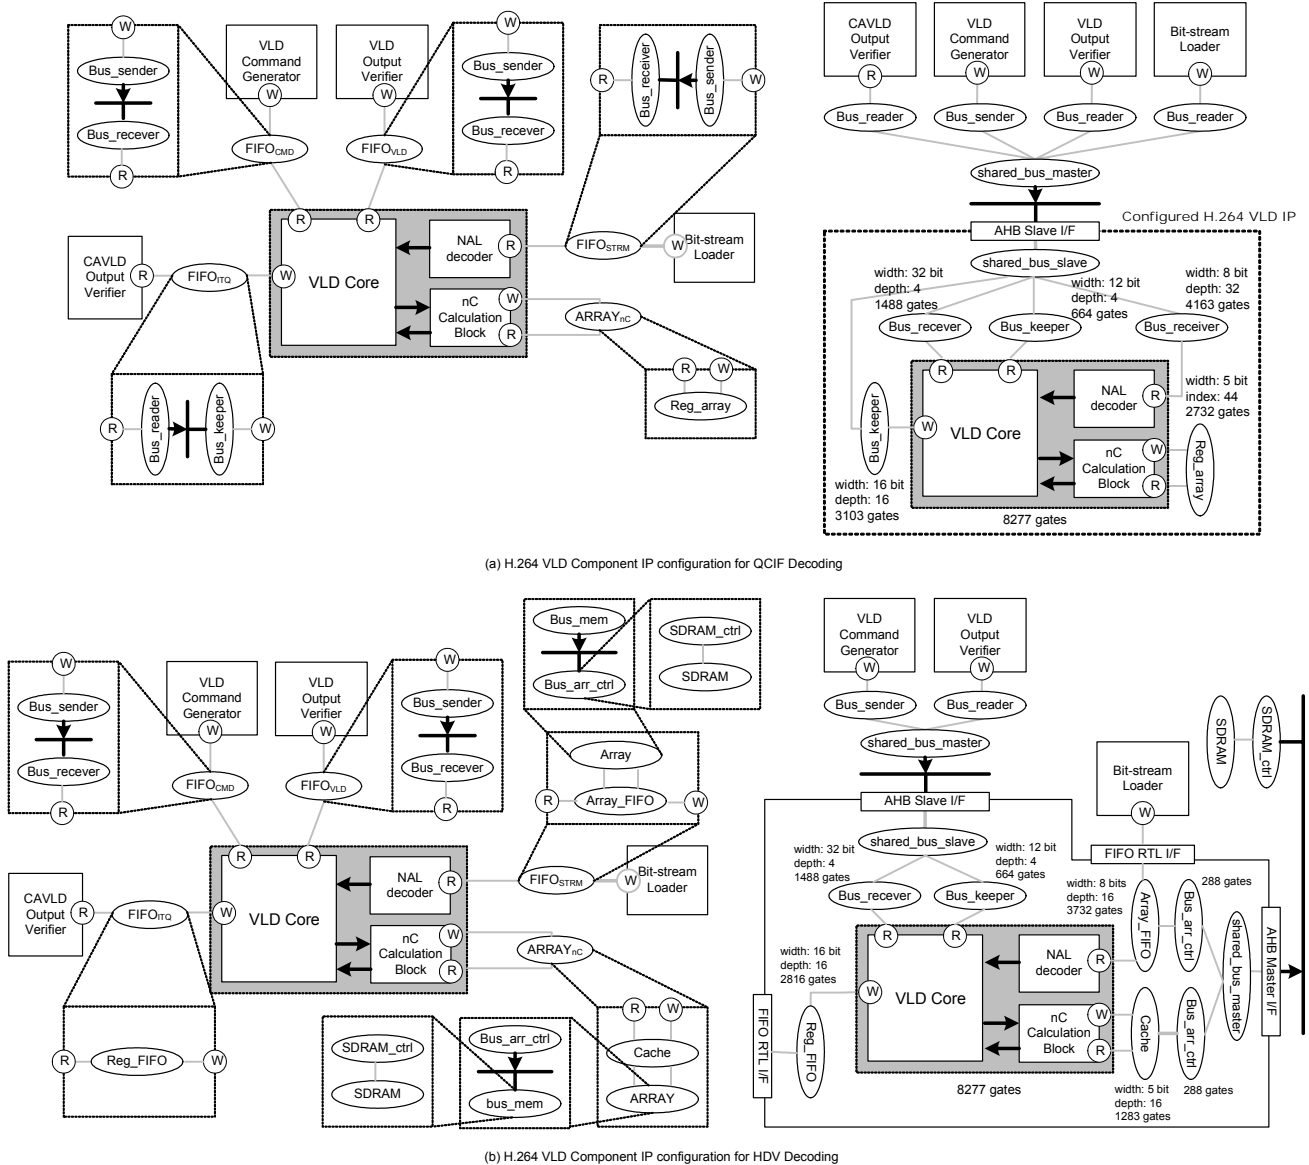 W
Bus_sender
Bus_recever
R
VLD
Command
Generator
W
FIFOCMD
VLD
Output
Verifier
W
FIFOVLD
W
Bus_sender
Bus_recever
R
R
Bus_receiver
Bus_sender
W
CAVLD
Output
Verifier
R
FIFOITQ
W
R
R
VLD Core
NAL
decoder
R
nC
Calculation
Block
W
R
FIFOSTRM
W
Bit-stream
Loader
ARRAYnC
R
W
Reg_array
R
Bus_reader
Bus_keeper
W
CAVLD
Output
Verifier
R
Bus_reader
VLD
Command
Generator
W
Bus_sender
VLD
Output
Verifier
W
Bus_reader
Bit-stream
Loader
W
Bus_reader
shared_bus_master
Configured H.264 VLD IP
AHB Slave I/F
shared_bus_slave
width: 32 bit
depth: 4
1488 gates
width: 12 bit
depth: 4
664 gates
width: 8 bit
depth: 32
4163 gates
Bus_recever
Bus_keeper
Bus_receiver
R
R
VLD Core
W
NAL
decoder
R
nC
Calculation
Block
W
R
width: 5 bit
index: 44
2732 gates
Reg_array
Bus_keeper
width: 16 bit
depth: 16
3103 gates
8277 gates
(a) H.264 VLD Component IP configuration for QCIF Decoding
W
Bus_sender
Bus_recever
R
VLD
Command
Generator
W
FIFOCMD
VLD
Output
Verifier
W
FIFOVLD
W
Bus_sender
Bus_recever
R
Bus_mem
Bus_arr_ctrl
SDRAM_ctrl
SDRAM
Array
Array_FIFO
R
W
CAVLD
Output
Verifier
R
FIFOITQ
W
R
R
VLD Core
NAL
decoder
R
nC
Calculation
Block
W
R
FIFOSTRM
W
Bit-stream
Loader
ARRAYnC
R
Reg_FIFO
W
SDRAM_ctrl
SDRAM
Bus_arr_ctrl
bus_mem
R
W
Cache
ARRAY
VLD
Command
Generator
W
Bus_sender
VLD
Output
Verifier
W
Bus_reader
shared_bus_master
AHB Slave I/F
shared_bus_slave
width: 32 bit
depth: 4
1488 gates
width: 12 bit
depth: 4
664 gates
Bus_recever
Bus_keeper
Bit-stream
Loader
W
FIFO RTL I/F
SDRAM
SDRAM_ctrl
width: 8 bits
depth: 16
3732 gates
288 gates
Array_FIFO
Bus_arr_ctrl
shared_bus_master
AHB Master I/F
width: 16 bit
depth: 16
2816 gates
FIFO RTL I/F
Reg_FIFO
W
R
R
VLD Core
NAL
decoder
R
nC
Calculation
Block
W
R
Cache
Bus_arr_ctrl
8277 gates
width: 5 bit
depth: 16
1283 gates
288 gates
(b) H.264 VLD Component IP configuration for HDV Decoding